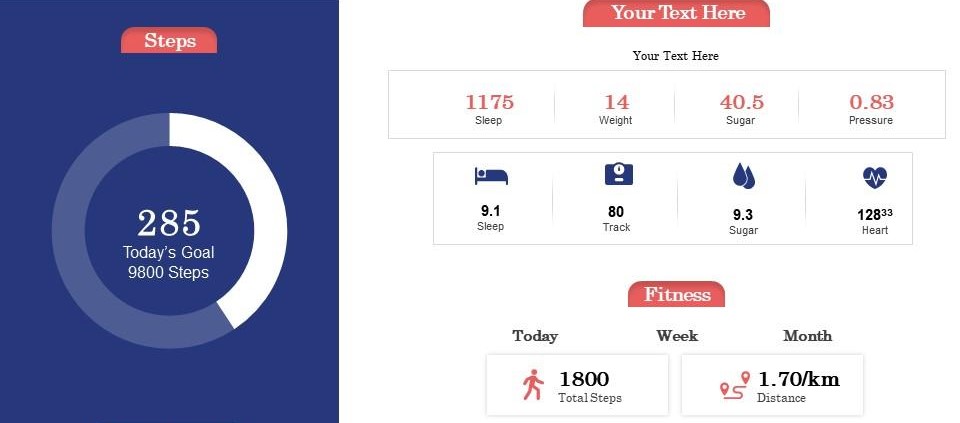 Steps
285
Today's Goal
9800 Steps
Your Text Here
Your Text Here
1175 14 40.5 0.83
Sleep Weight Sugar Pressure
9.1 80 9.3 128³³
Sleep Track Sugar Heart
Fitness
Today Week Month
1800 1.70/km
Total Steps Distance